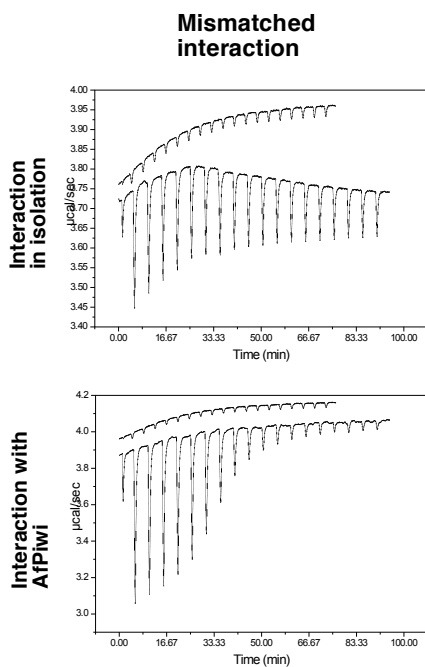 Mismatched
interaction
Interaction
in isolation
µcal/sec
4.00
3.95
3.90
3.85
3.80
3.75
3.70
3.65
3.60
3.55
3.50
3.45
3.40
0.00 16.67 33.33 50.00 66.67 83.33 100.00
Time (min)
Interaction with
AfPiwi
µcal/sec
4.2
4.0
3.8
3.6
3.4
3.2
3.0
0.00 16.67 33.33 50.00 66.67 83.33 100.00
Time (min)